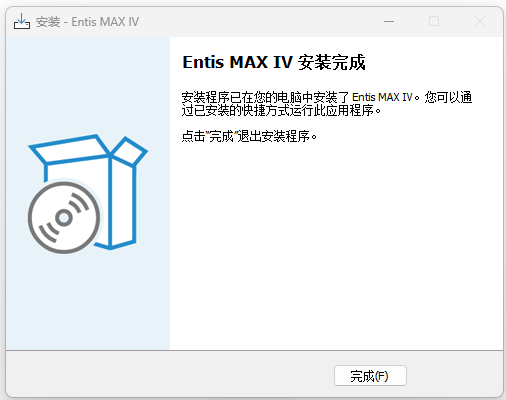 安装 - Entis MAX IV
Entis MAX IV 安装完成
安装程序已在您的电脑中安装了 Entis MAX IV。您可以通
过已安装的快捷方式运行此应用程序。
点击“完成”退出安装程序。
完成(F)